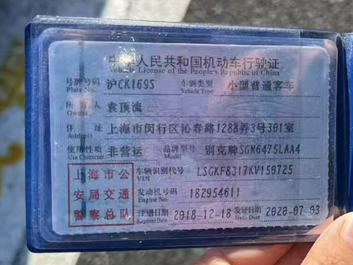 中华人民共和国机动车行驶证
Vehicle License of the People's Republic of China
号牌号码 沪CK169S 车辆类型 小型普通客车
Plate No. Vehicle Type
所有人 袁顶流
Owner
住址 上海市闵行区沁春路1288弄3号301室
Address
使用性质 非营运 品牌型号 别克牌SGM6475LAA4
Use Character Model
上海市公 车辆识别代号 LSGKF8317KV150725
VIN
安局交通 发动机号码 182954611
Engine No.
警察总队 注册日期 2018-12-18 发证日期 2020-07-03
Register Date Issue Date